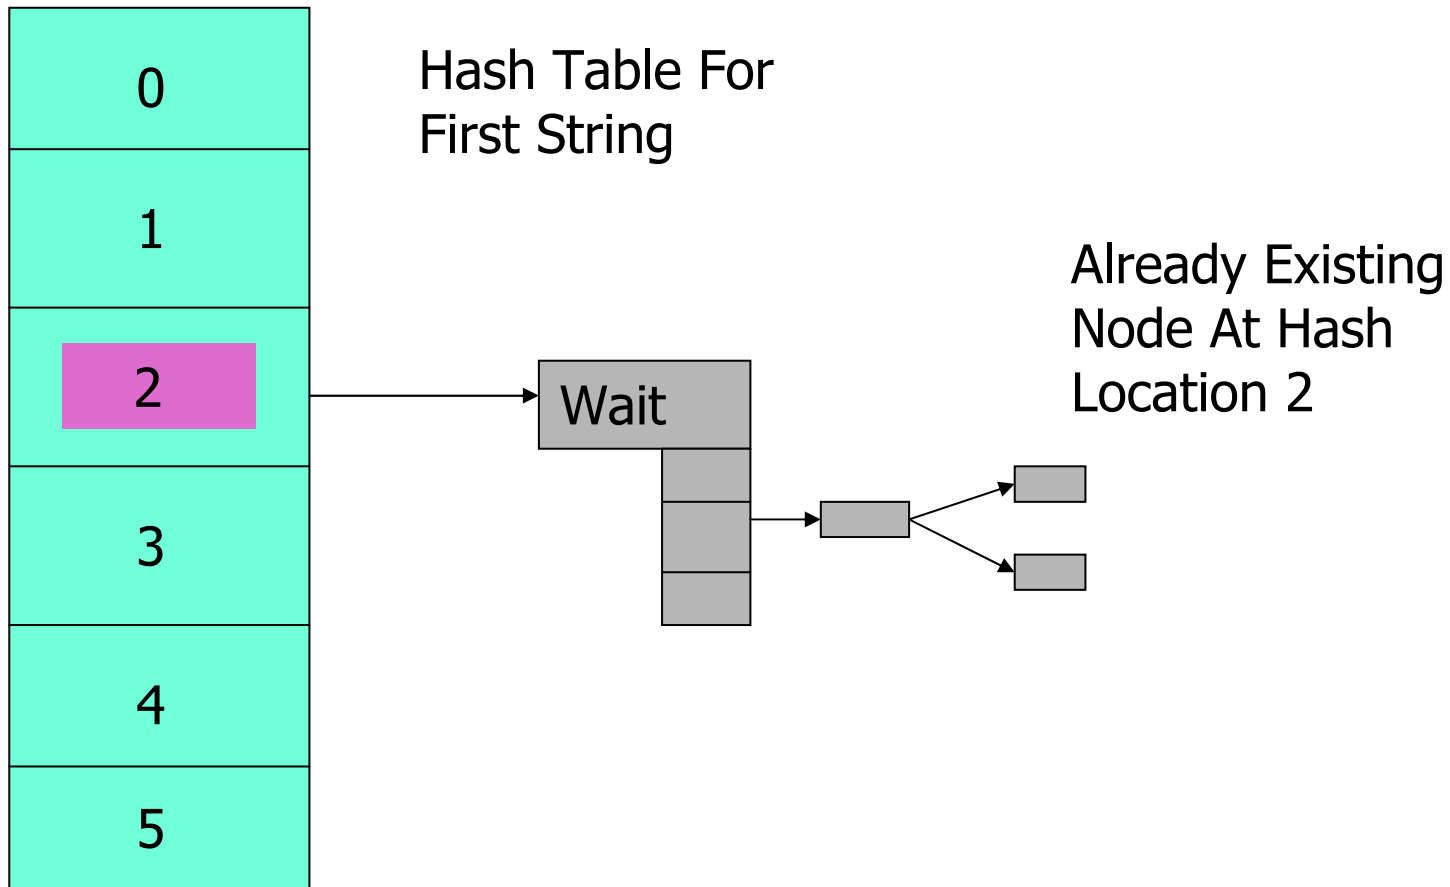 0
Hash Table For
First String
1
Already Existing
Node At Hash
Location 2
2
Wait
3
4
5